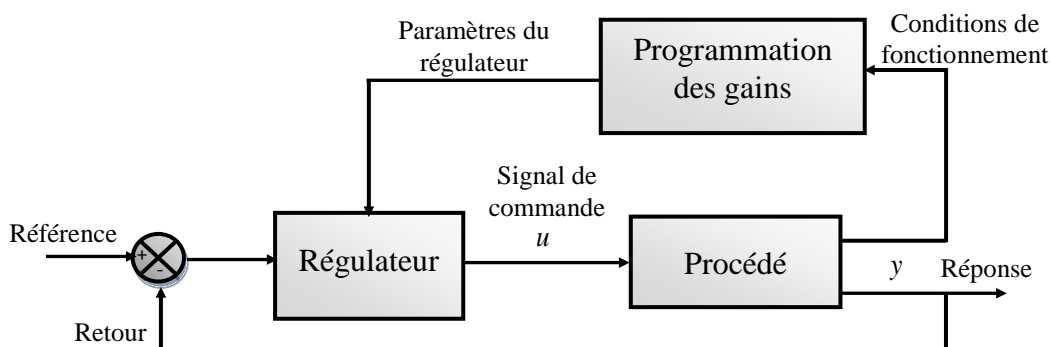 Paramètres du
régulateur
Programmation
des gains
Conditions de
fonctionnement
Signal de
commande
u
Référence
+
-
Régulateur
Procédé
y
Réponse
Retour